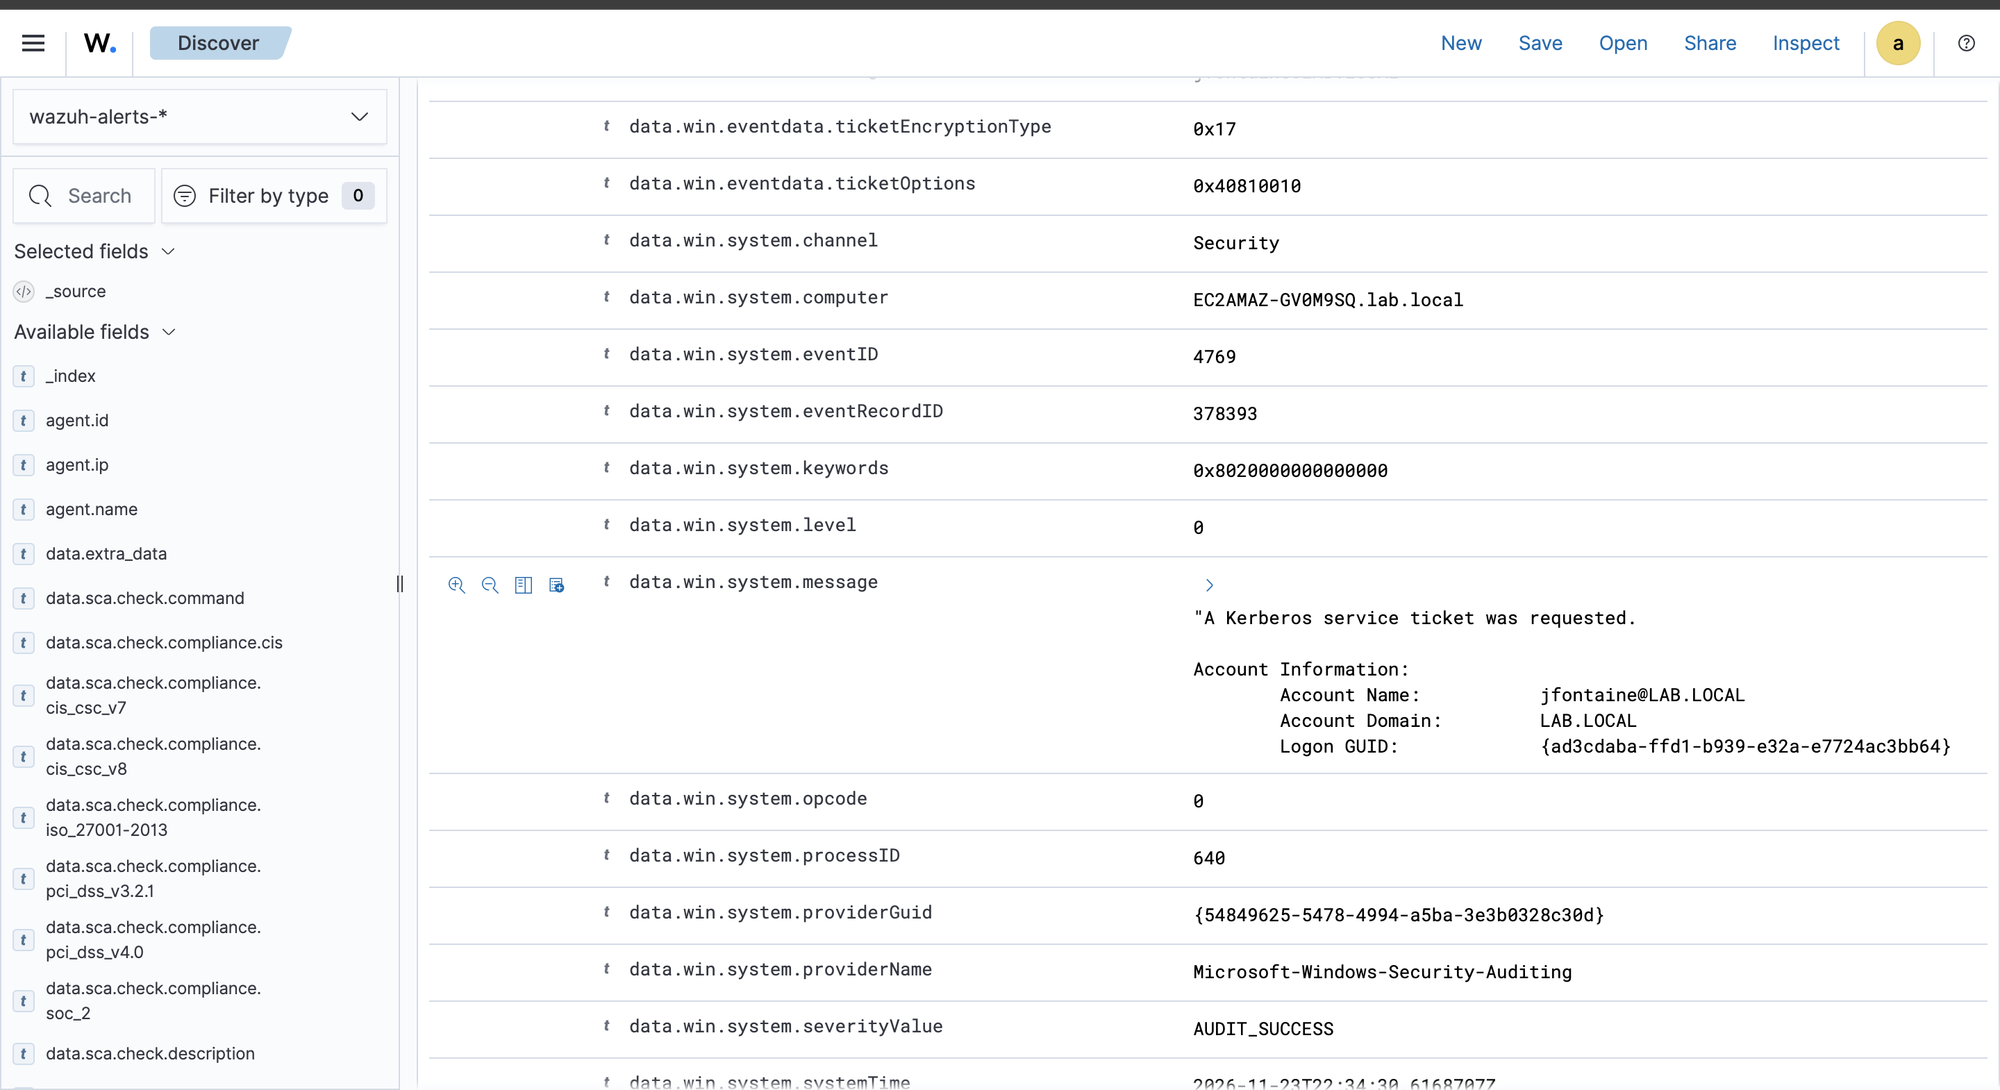 W. Discover New Save Open Share Inspect a
wazuh-alerts-*
Search Filter by type 0
Selected fields
_source
Available fields
t _index
t agent.id
t agent.ip
t agent.name
t data.extra_data
t data.sca.check.command
t data.sca.check.compliance.cis
t data.sca.check.compliance.
cis_csc_v7
t data.sca.check.compliance.
cis_csc_v8
t data.sca.check.compliance.
iso_27001-2013
t data.sca.check.compliance.
pci_dss_v3.2.1
t data.sca.check.compliance.
pci_dss_v4.0
t data.sca.check.compliance.
soc_2
t data.sca.check.description
t data.win.eventdata.ticketEncryptionType 0x17
t data.win.eventdata.ticketOptions 0x40810010
t data.win.system.channel Security
t data.win.system.computer EC2AMAZ-GV0M9SQ.lab.local
t data.win.system.eventID 4769
t data.win.system.eventRecordID 378393
t data.win.system.keywords 0x8020000000000000
t data.win.system.level 0
t data.win.system.message
"A Kerberos service ticket was requested.
Account Information:
Account Name: jfontaine@LAB.LOCAL
Account Domain: LAB.LOCAL
Logon GUID: {ad3cdaba-ffd1-b939-e32a-e7724ac3bb64}
t data.win.system.opcode 0
t data.win.system.processID 640
t data.win.system.providerGuid {54849625-5478-4994-a5ba-3e3b0328c30d}
t data.win.system.providerName Microsoft-Windows-Security-Auditing
t data.win.system.severityValue AUDIT_SUCCESS
t data.win.system.systemTime 2026-11-23T22:34:30.6168707Z